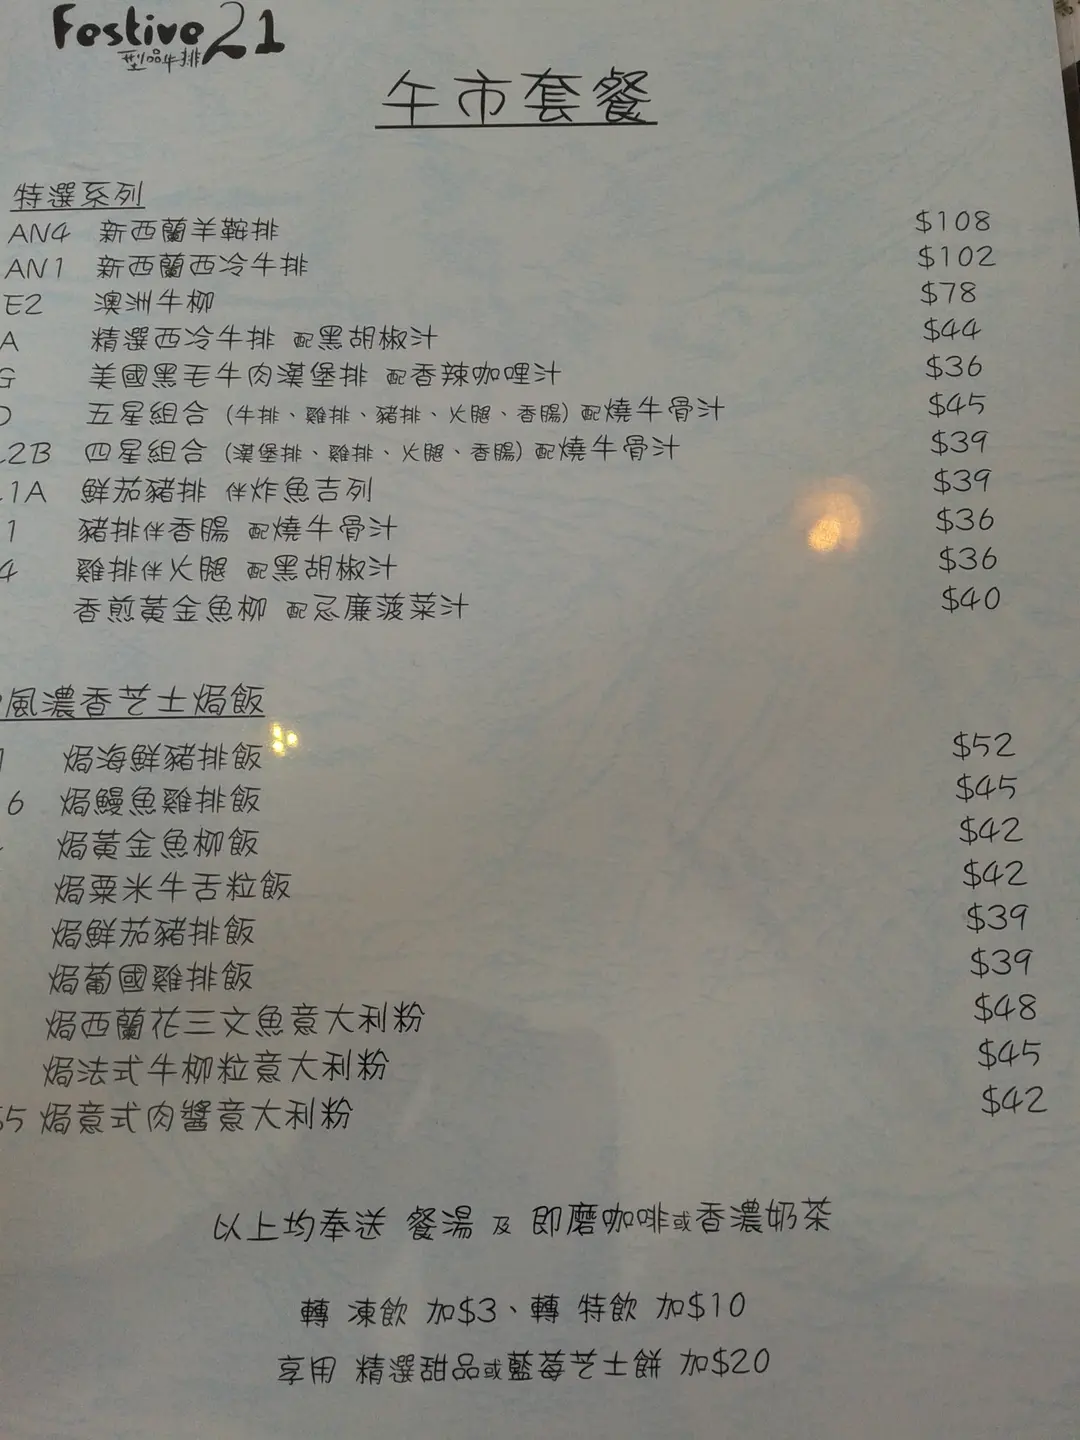 Festive 21
型品牛排
午市套餐
特選系列
AN4 新西蘭羊鞍排 $108
AN1 新西蘭西冷牛排 $102
E2 澳洲牛柳 $78
A 精選西冷牛排 配黑胡椒汁 $44
G 美國黑毛牛肉漢堡排 配香辣咖哩汁 $36
D 五星組合 (牛排、雞排、豬排、火腿、香腸) 配燒牛骨汁 $45
2B 四星組合 (漢堡排、雞排、火腿、香腸) 配燒牛骨汁 $39
1A 鮮茄豬排 伴炸魚吉列 $39
1 豬排伴香腸 配燒牛骨汁 $36
4 雞排伴火腿 配黑胡椒汁 $36
香煎黃金魚柳 配忌廉菠菜汁 $40
風濃香芝士焗飯
焗海鮮豬排飯 $52
6 焗鰻魚雞排飯 $45
焗黃金魚柳飯 $42
焗粟米牛舌粒飯 $42
焗鮮茄豬排飯 $39
焗葡國雞排飯 $39
焗西蘭花三文魚意大利粉 $48
焗法式牛柳粒意大利粉 $45
5 焗意式肉醬意大利粉 $42
以上均奉送 餐湯 及 即磨咖啡或香濃奶茶
轉 凍飲 加$3、轉 特飲 加$10
享用 精選甜品或藍莓芝士餅 加$20